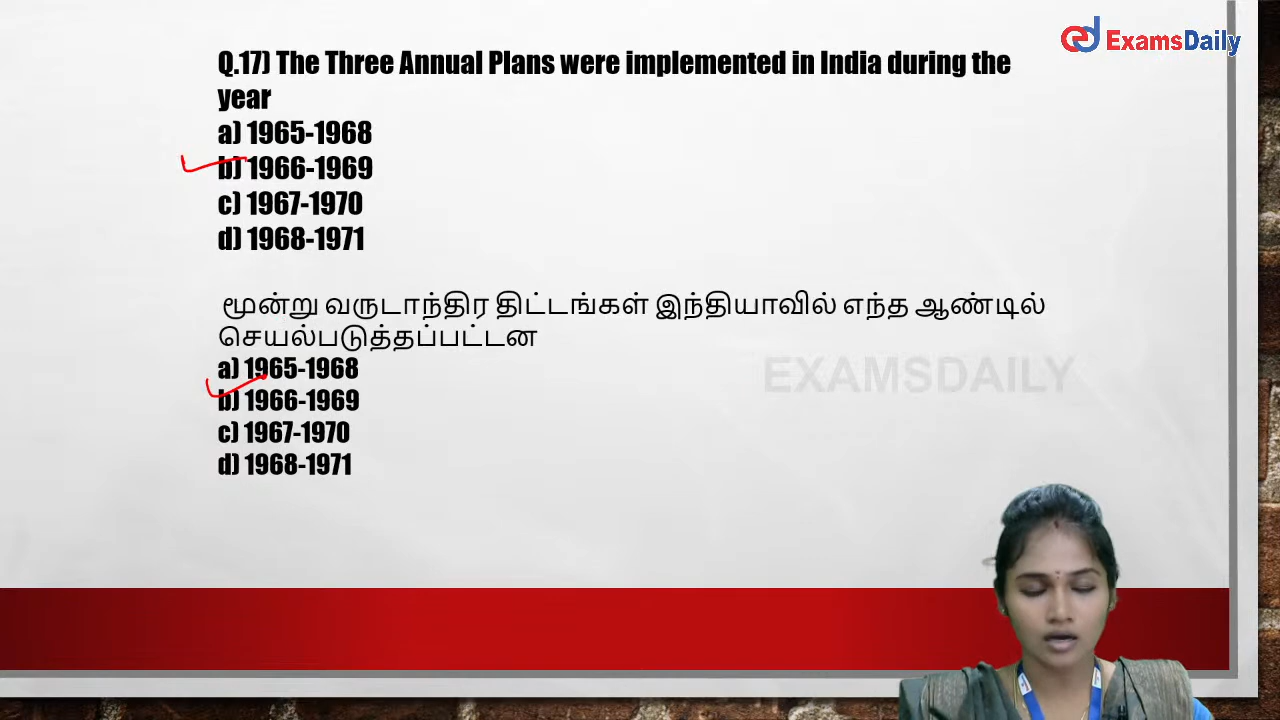 ExamsDaily
Q.17) The Three Annual Plans were implemented in India during the
year
a) 1965-1968
b) 1966-1969
c) 1967-1970
d) 1968-1971
மூன்று வருடாந்திர திட்டங்கள் இந்தியாவில் எந்த ஆண்டில்
செயல்படுத்தப்பட்டன
a) 1965-1968
EXAMSDAILY
b) 1966-1969
c) 1967-1970
d) 1968-1971